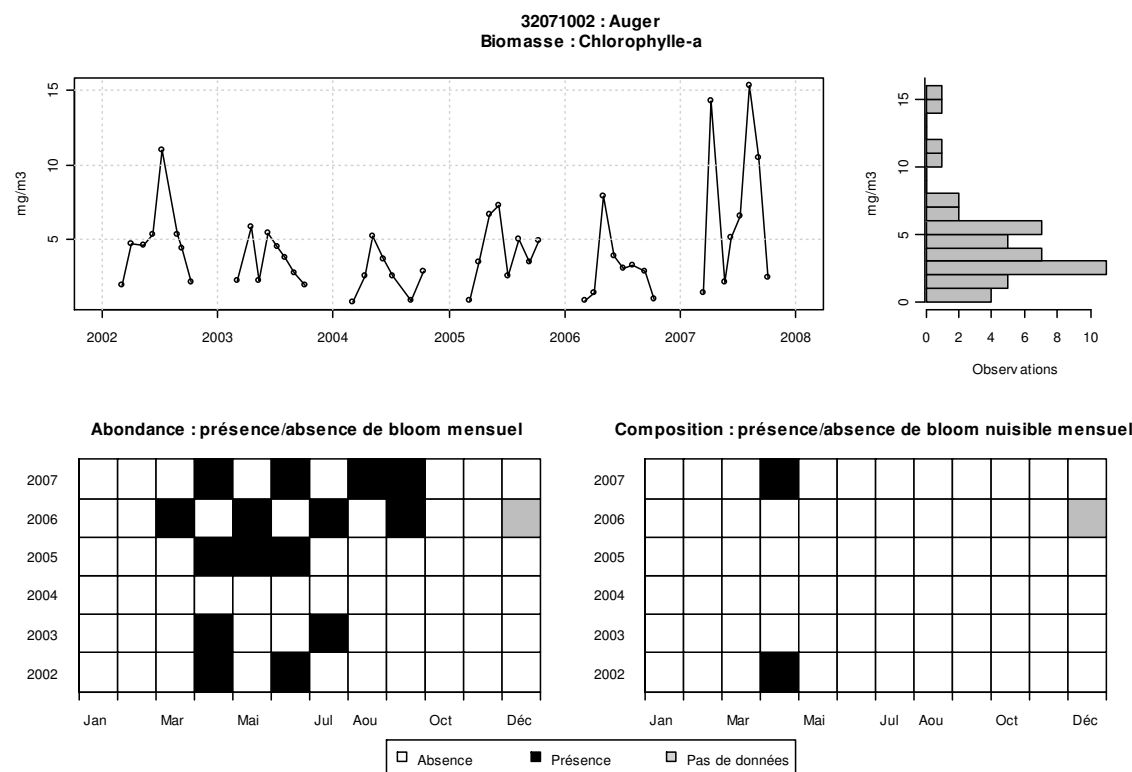 32071002 : Auger
Biomasse : Chlorophylle-a
mg/m3
15
10
5
2002 2003 2004 2005 2006 2007 2008
mg/m3
15
10
5
0
0 2 4 6 8 10
Observations
Abondance : présence/absence de bloom mensuel
2007
2006
2005
2004
2003
2002
Jan Mar Mai Jul Aou Oct Déc
Composition : présence/absence de bloom nuisible mensuel
2007
2006
2005
2004
2003
2002
Jan Mar Mai Jul Aou Oct Déc
Absence Présence Pas de données